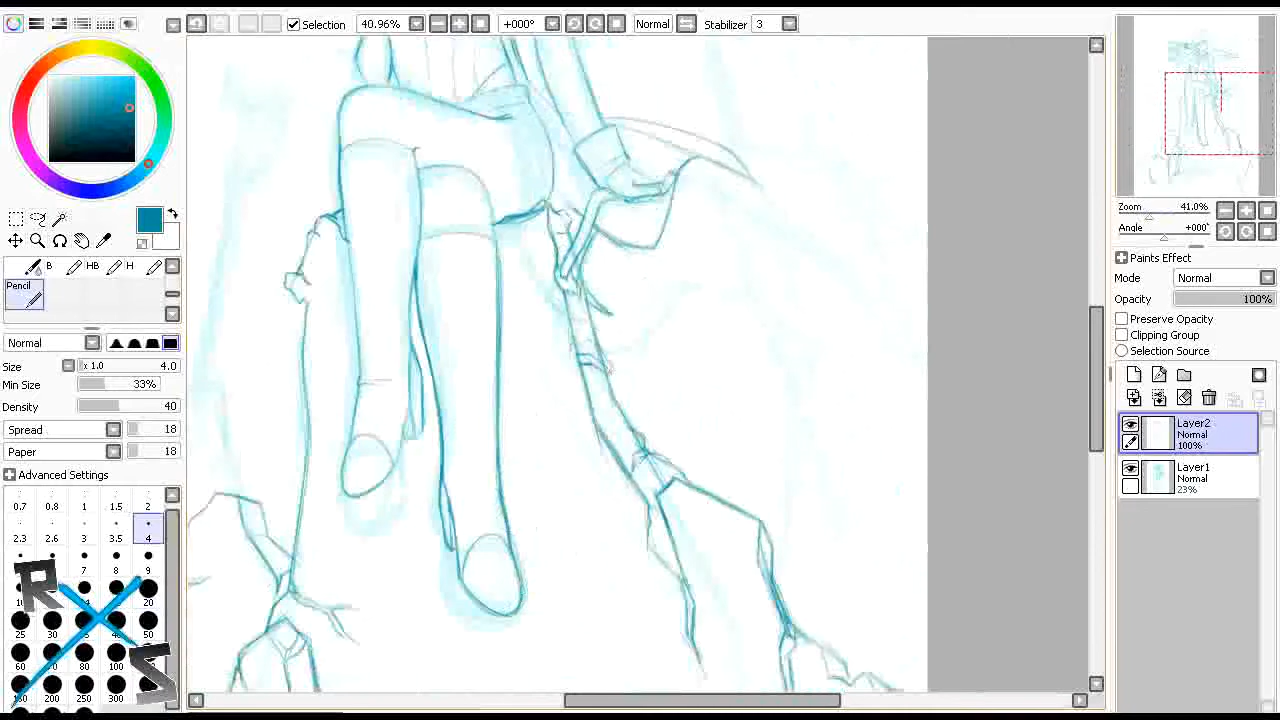 Selection 40.96% +000° Normal Stabilizer 3
Zoom 41.0%
Angle +000°
Paints Effect
Mode Normal
Opacity 100%
Preserve Opacity
Clipping Group
Selection Source
Layer2
Normal
100%
Layer1
Normal
23%
B HB H
Pencil
Normal
Size x 1.0 4.0
Min Size 33%
Density 40
Spread 18
Paper 18
Advanced Settings
0.7 0.8 1 1.5 2
2.3 2.6 3 3.5 4
7 8 9
20
25 30 50
60 80 100
200 250 300
R S